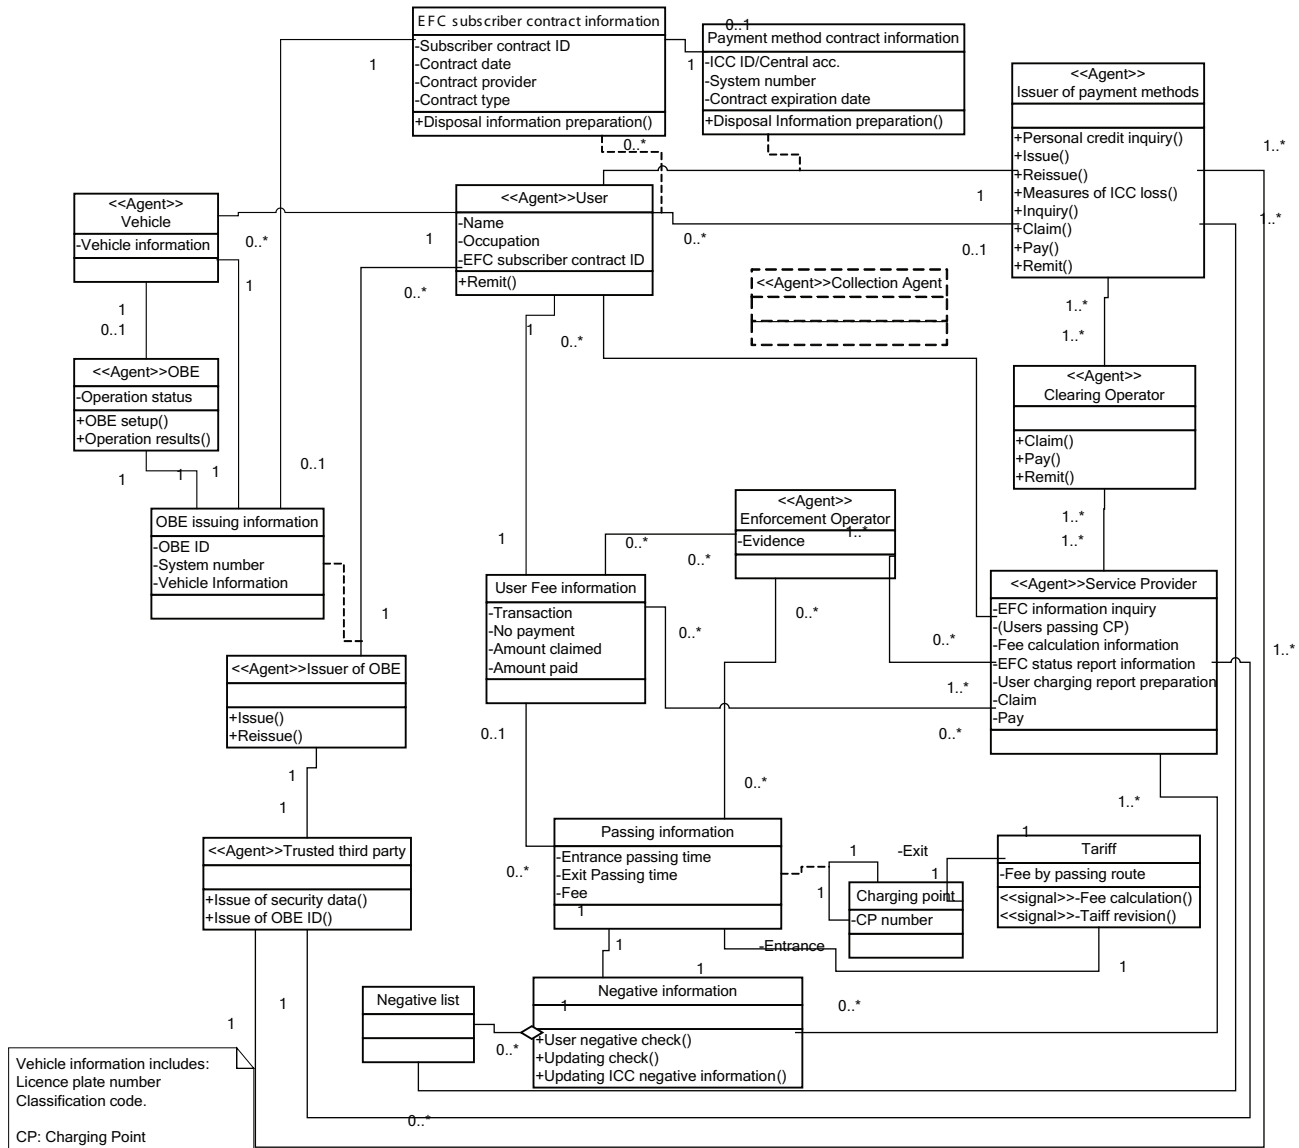 EFC subscriber contract information
-Subscriber contract ID
-Contract date
-Contract provider
-Contract type
+Disposal information preparation()
0..1
Payment method contract information
-ICC ID/Central acc.
-System number
-Contract expiration date
+Disposal Information preparation()
1
1
<<Agent>>
Issuer of payment methods
+Personal credit inquiry()
+Issue()
+Reissue()
+Measures of ICC loss()
+Inquiry()
+Claim()
+Pay()
+Remit()
1..*
1..*
0..*
1
0..*
0..1
<<Agent>>
Vehicle
-Vehicle information
0..*
1
1
<<Agent>>User
-Name
-Occupation
-EFC subscriber contract ID
+Remit()
0..*
1
0..*
<<Agent>>Collection Agent
1..*
1..*
1
0..1
<<Agent>>OBE
-Operation status
+OBE setup()
+Operation results()
1
1
1
0..1
<<Agent>>
Clearing Operator
+Claim()
+Pay()
+Remit()
1..*
1..*
OBE issuing information
-OBE ID
-System number
-Vehicle Information
<<Agent>>
Enforcement Operator
-Evidence
1..*
1
0..*
0..*
User Fee information
-Transaction
-No payment
-Amount claimed
-Amount paid
0..*
0..*
0..*
1..*
0..*
<<Agent>>Service Provider
-EFC information inquiry
-(Users passing CP)
-Fee calculation information
-EFC status report information
-User charging report preparation
-Claim
-Pay
1..*
1..*
1
<<Agent>>Issuer of OBE
+Issue()
+Reissue()
1
1
0..1
0..*
0..*
<<Agent>>Trusted third party
+Issue of security data()
+Issue of OBE ID()
1
1
Passing information
-Entrance passing time
-Exit Passing time
-Fee
1
1
1
1
-Exit
1
Charging point
-CP number
1
1
Tariff
-Fee by passing route
<<signal>>-Fee calculation()
<<signal>>-Taiff revision()
-Entrance
1
Negative list
0..*
Negative information
1
+User negative check()
+Updating check()
+Updating ICC negative information()
0..*
0..*
Vehicle information includes:
Licence plate number
Classification code.
CP: Charging Point